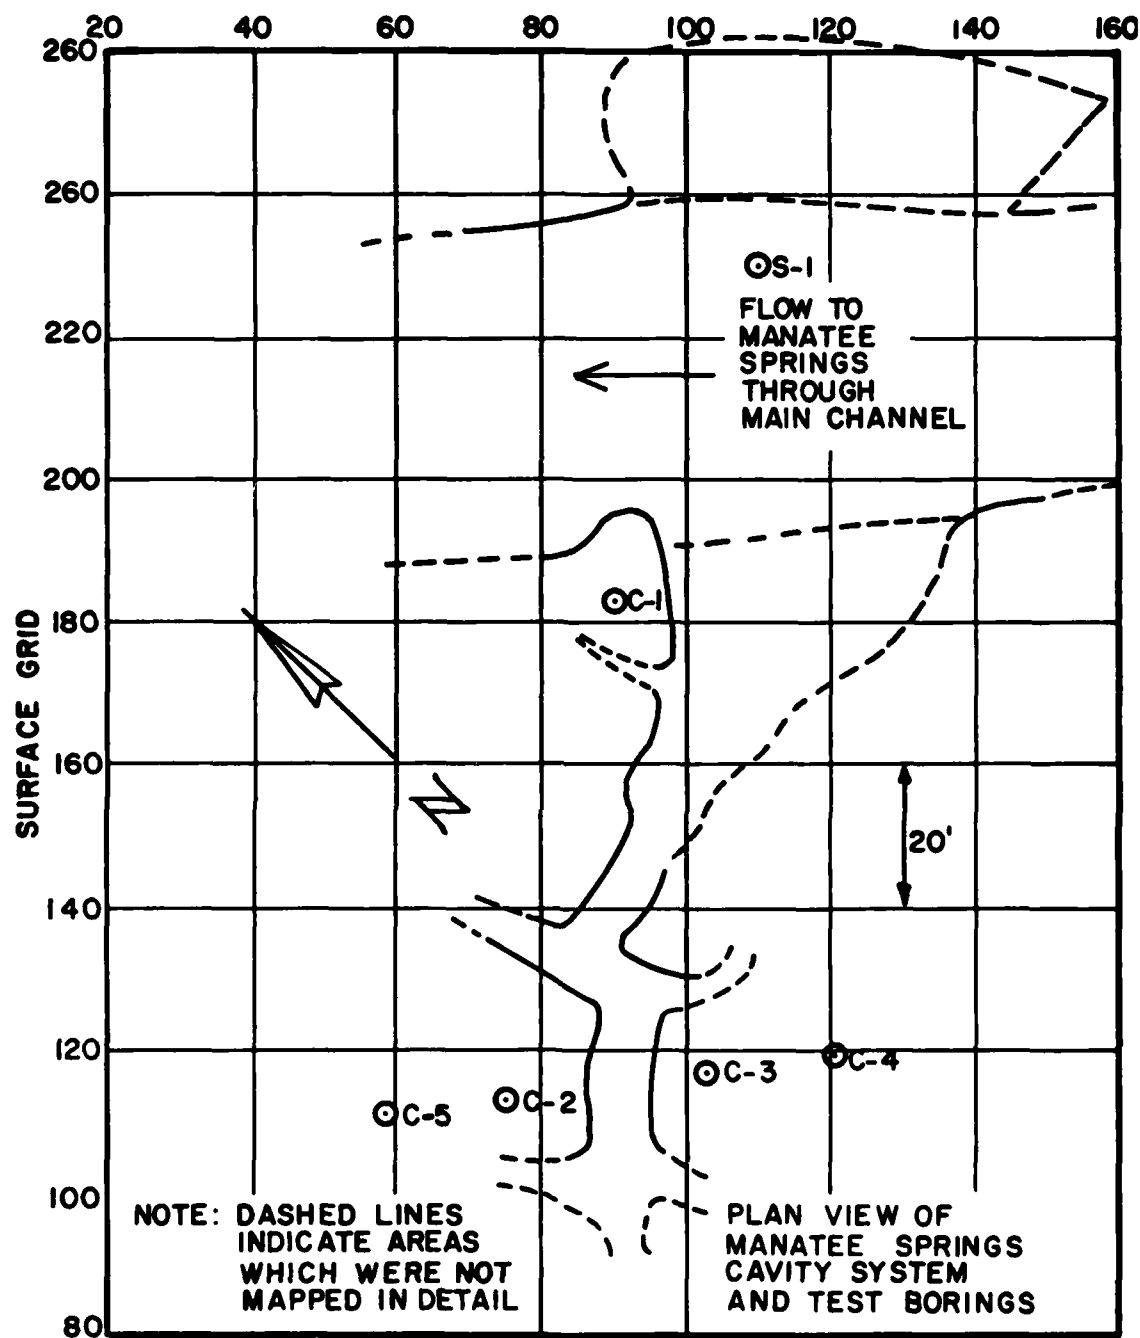 20 40 60 80 100 120 140 160
260
260
⊙S-1
FLOW TO
MANATEE
SPRINGS
THROUGH
MAIN CHANNEL
220
200
⊙C-1
180
SURFACE GRID
160
N
20'
140
120
⊙C-3
⊙C-4
⊙C-2
⊙C-5
100
NOTE: DASHED LINES
INDICATE AREAS
WHICH WERE NOT
MAPPED IN DETAIL
PLAN VIEW OF
MANATEE SPRINGS
CAVITY SYSTEM
AND TEST BORINGS
80